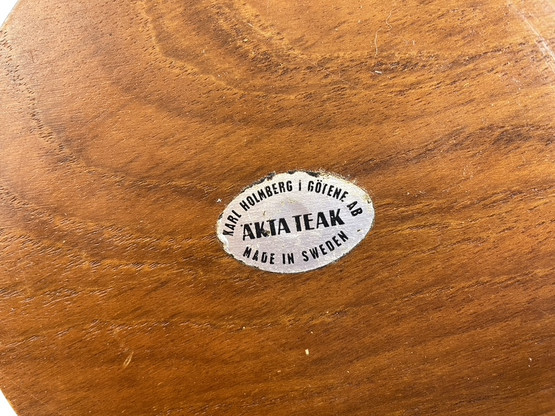 KARL HOLMBERG i GÖTENE AB
ÄKTA TEAK
MADE IN SWEDEN